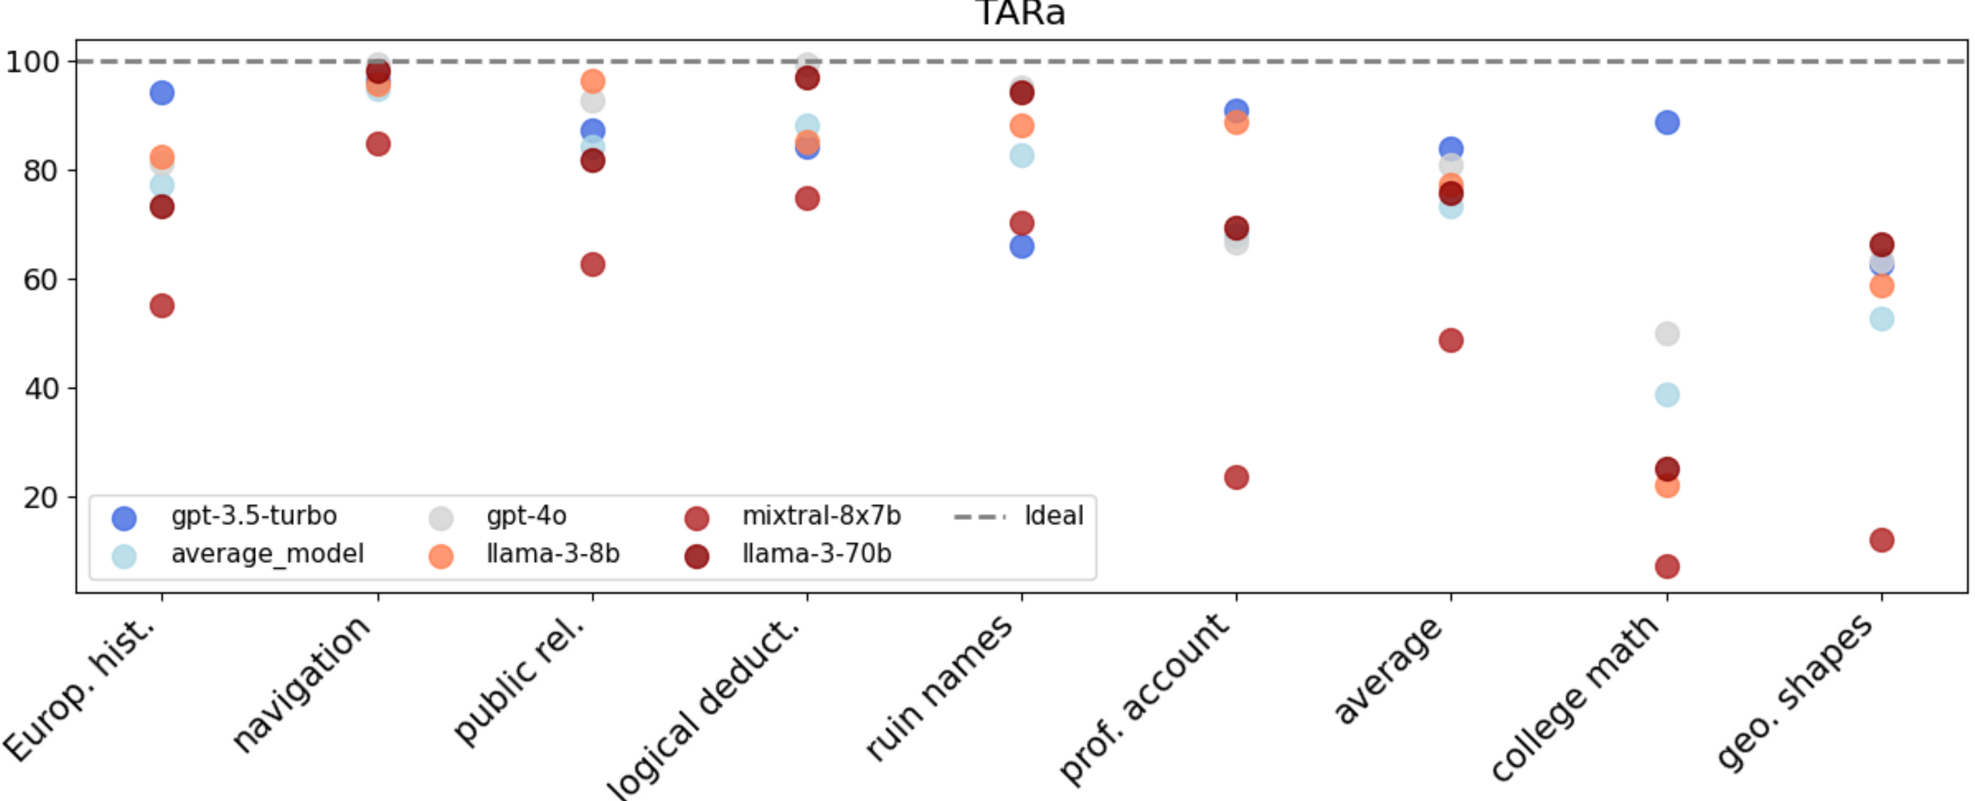 TARa
100
80
60
40
20
gpt-3.5-turbo
average_model
gpt-4o
llama-3-8b
mixtral-8x7b
llama-3-70b
Ideal
Europ. hist.
navigation
public rel.
logical deduct.
ruin names
prof. account
average
college math
geo. shapes